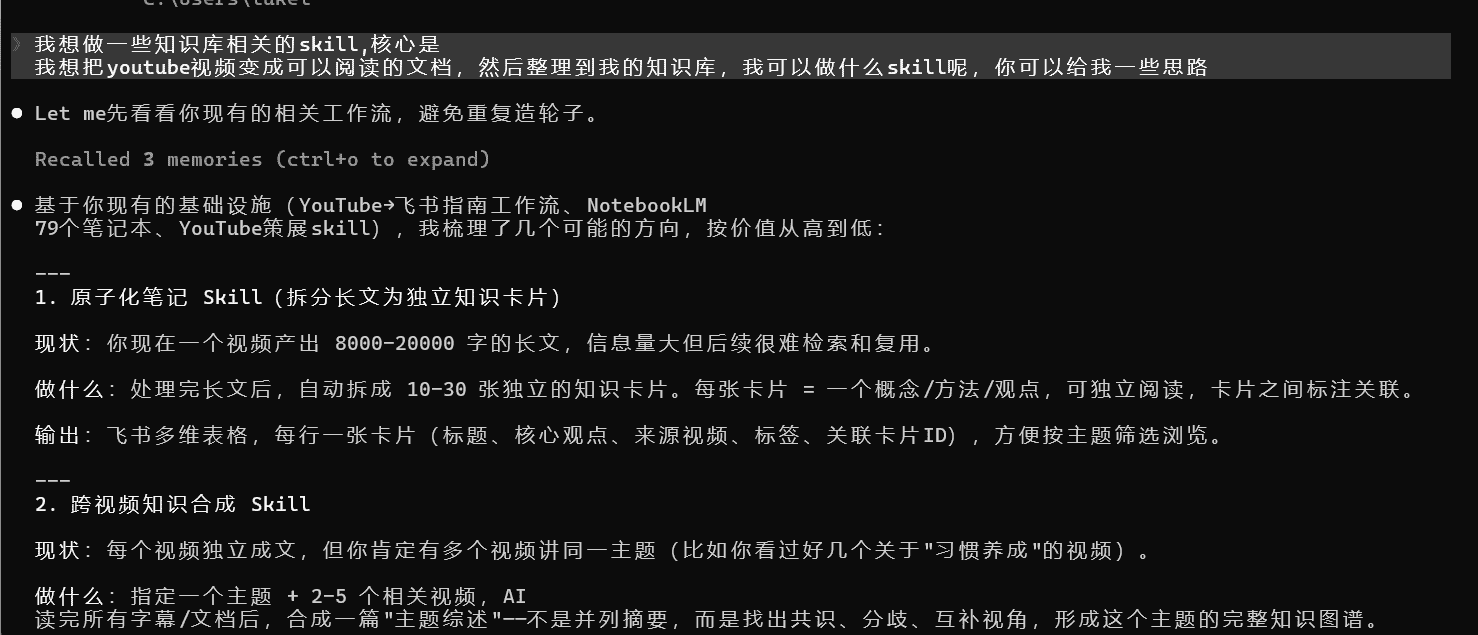 C:\Users\luket
> 我想做一些知识库相关的skill,核心是
我想把youtube视频变成可以阅读的文档，然后整理到我的知识库，我可以做什么skill呢，你可以给我一些思路
● Let me先看看你现有的相关工作流，避免重复造轮子。
Recalled 3 memories (ctrl+o to expand)
● 基于你现有的基础设施（YouTube→飞书指南工作流、NotebookLM
79个笔记本、YouTube策展skill），我梳理了几个可能的方向，按价值从高到低：
---
1. 原子化笔记 Skill（拆分长文为独立知识卡片）
现状：你现在一个视频产出 8000-20000 字的长文，信息量大但后续很难检索和复用。
做什么：处理完长文后，自动拆成 10-30 张独立的知识卡片。每张卡片 = 一个概念/方法/观点，可独立阅读，卡片之间标注关联。
输出：飞书多维表格，每行一张卡片（标题、核心观点、来源视频、标签、关联卡片ID），方便按主题筛选浏览。
---
2. 跨视频知识合成 Skill
现状：每个视频独立成文，但你肯定有多个视频讲同一主题（比如你看过好几个关于"习惯养成"的视频）。
做什么：指定一个主题 + 2-5 个相关视频，AI
读完所有字幕/文档后，合成一篇"主题综述"——不是并列摘要，而是找出共识、分歧、互补视角，形成这个主题的完整知识图谱。